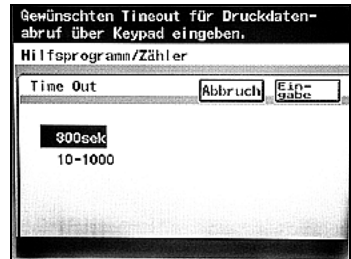 Gewünschten Timeout für Druckdaten-
abruf über Keypad eingeben.
Hilfsprogramm/Zähler
Time Out
Abbruch
Ein-
gabe
300sek
10-1000